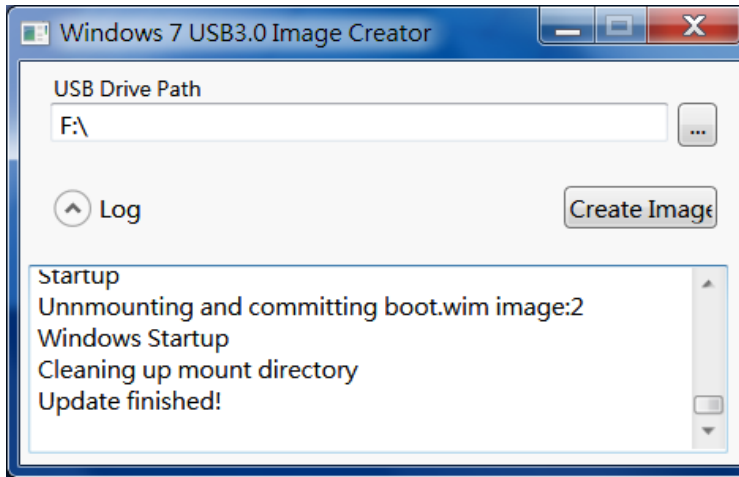 Windows 7 USB3.0 Image Creator
USB Drive Path
F:\
...
Log
Create Image
Startup
Unnmounting and committing boot.wim image:2
Windows Startup
Cleaning up mount directory
Update finished!